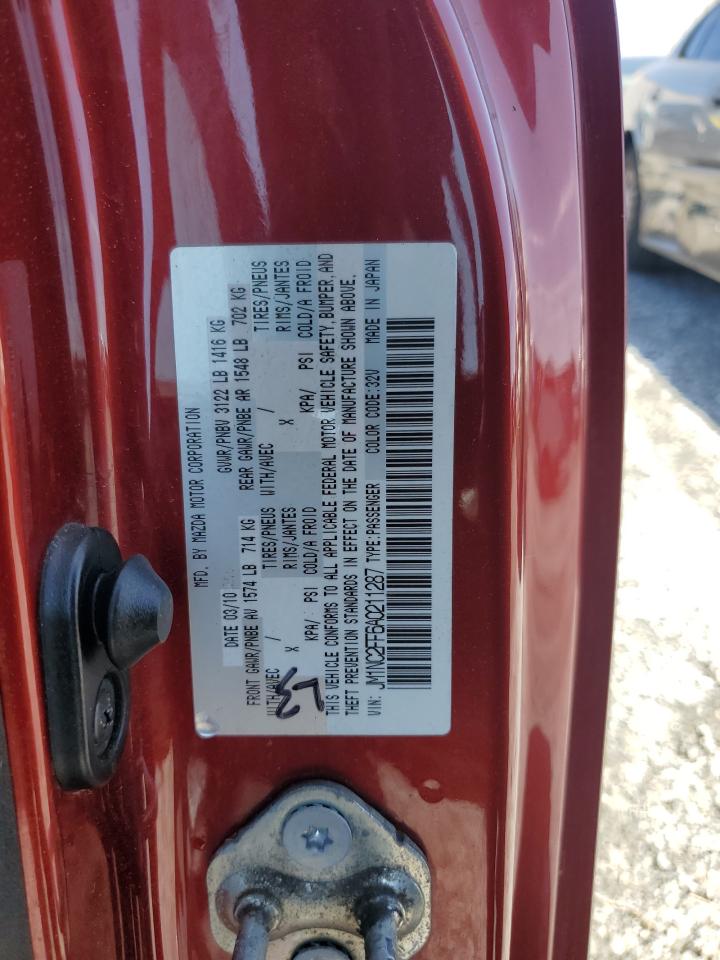 MFD. BY MAZDA MOTOR CORPORATION
DATE 03/10 GVWR/PNBV 3122 LB 1416 KG
FRONT GAWR/PNBE AV 1574 LB 714 KG REAR GAWR/PNBE AR 1548 LB 702 KG
WITH/AVEC / TIRES/PNEUS WITH/AVEC / TIRES/PNEUS
X RIMS/JANTES X RIMS/JANTES
KPA/ PSI COLD/A FROID KPA/ PSI COLD/A FROID
THIS VEHICLE CONFORMS TO ALL APPLICABLE FEDERAL MOTOR VEHICLE SAFETY, BUMPER, AND
THEFT PREVENTION STANDARDS IN EFFECT ON THE DATE OF MANUFACTURE SHOWN ABOVE.
VIN: JM1NC2FF6A0211287 TYPE:PASSENGER COLOR CODE:32V MADE IN JAPAN